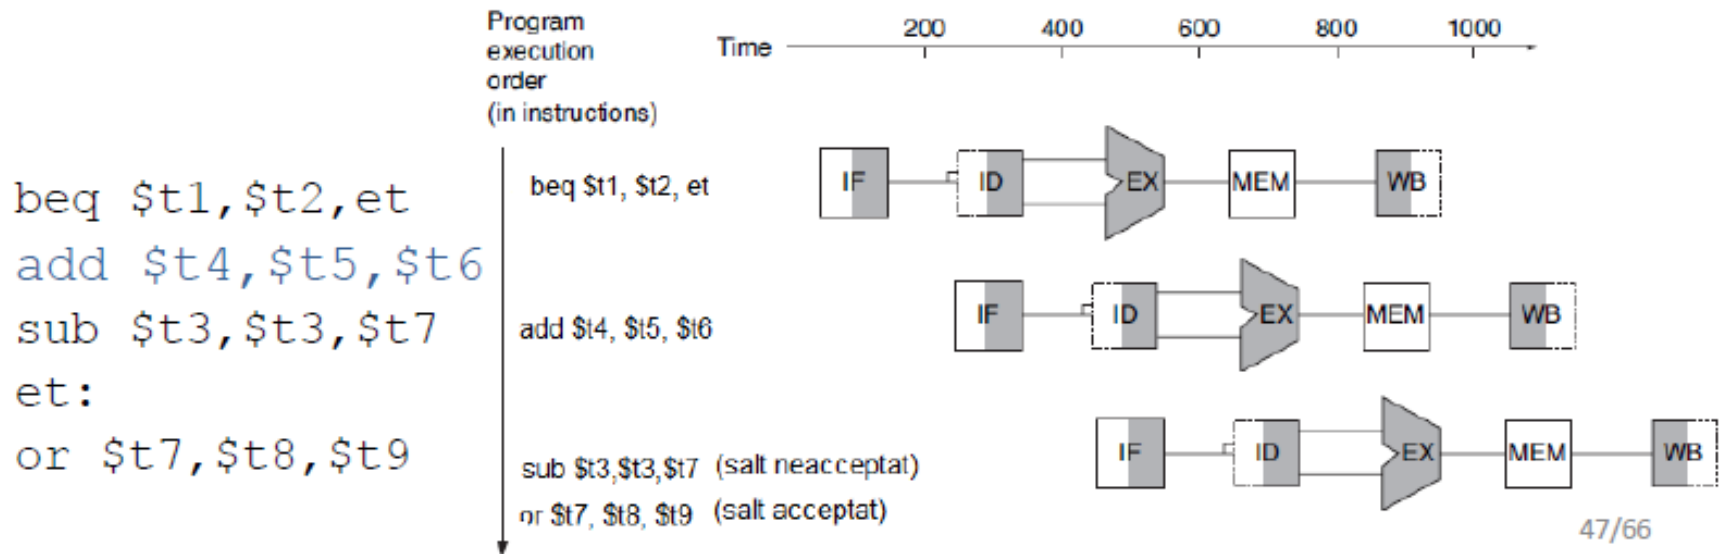 beq $t1,$t2,et
add $t4,$t5,$t6
sub $t3,$t3,$t7
et:
or $t7,$t8,$t9
Program
execution
order
(in instructions)
Time
200 400 600 800 1000
beq $t1, $t2, et
IF ID EX MEM WB
add $t4, $t5, $t6
IF ID EX MEM WB
sub $t3,$t3,$t7 (salt neacceptat)
or $t7, $t8, $t9 (salt acceptat)
IF ID EX MEM WB
47/66